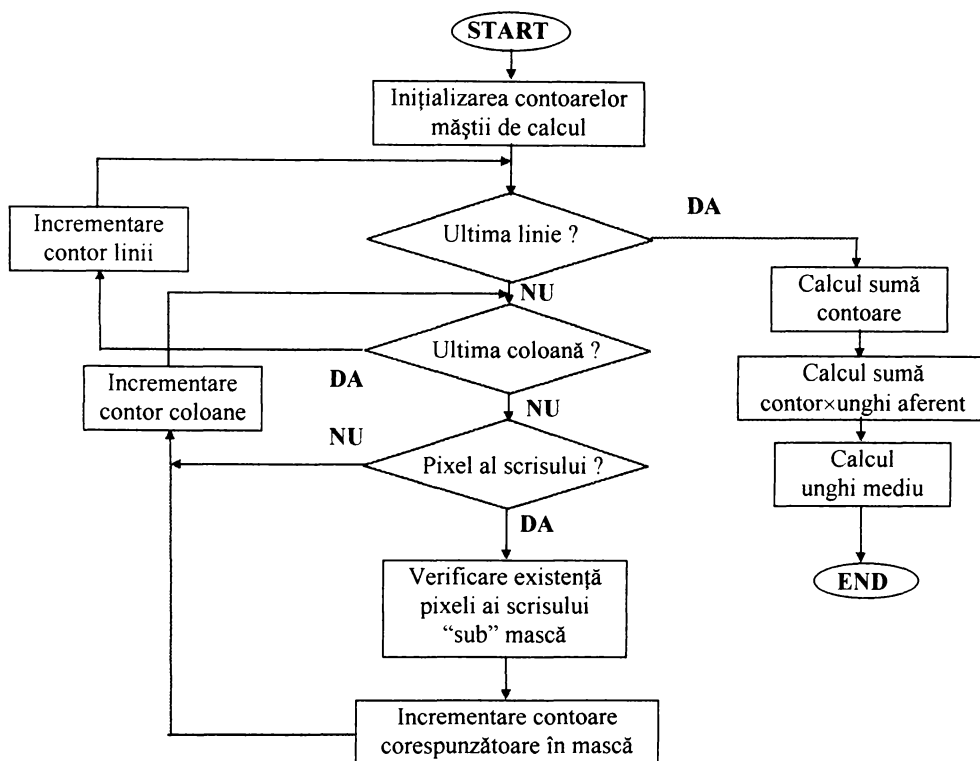 START
Inițializarea contoarelor
măștii de calcul
Incrementare
contor linii
Ultima linie ?
DA
NU
Calcul sumă
contoare
Ultima coloană ?
DA
Incrementare
contor coloane
NU
Calcul sumă
contor×unghi aferent
NU
Pixel al scrisului ?
DA
Calcul
unghi mediu
Verificare existență
pixeli ai scrisului
“sub” mască
END
Incrementare contoare
corespunzătoare în mască